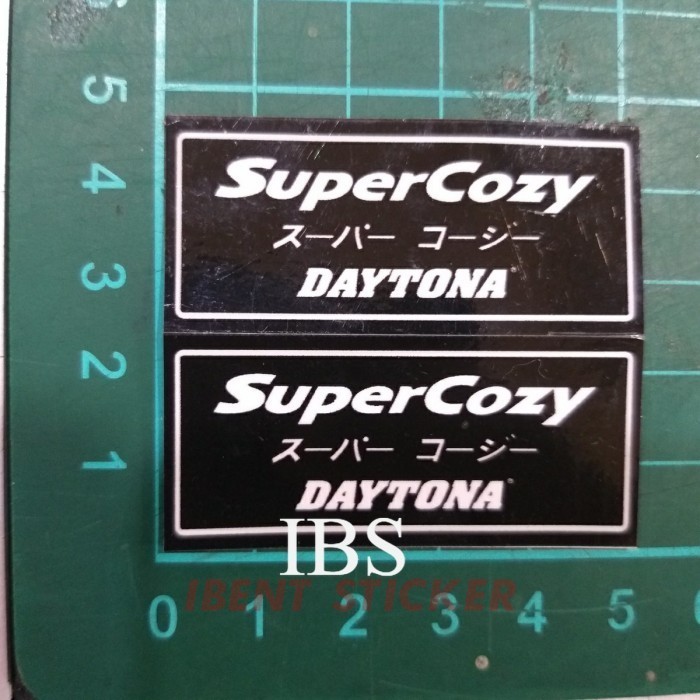 5
4
SuperCozy
スーパー コージー
3
DAYTONA
2
SuperCozy
1
スーパー コージー
DAYTONA
IBS
IBENT STICKER
0 1 2 3 4 5